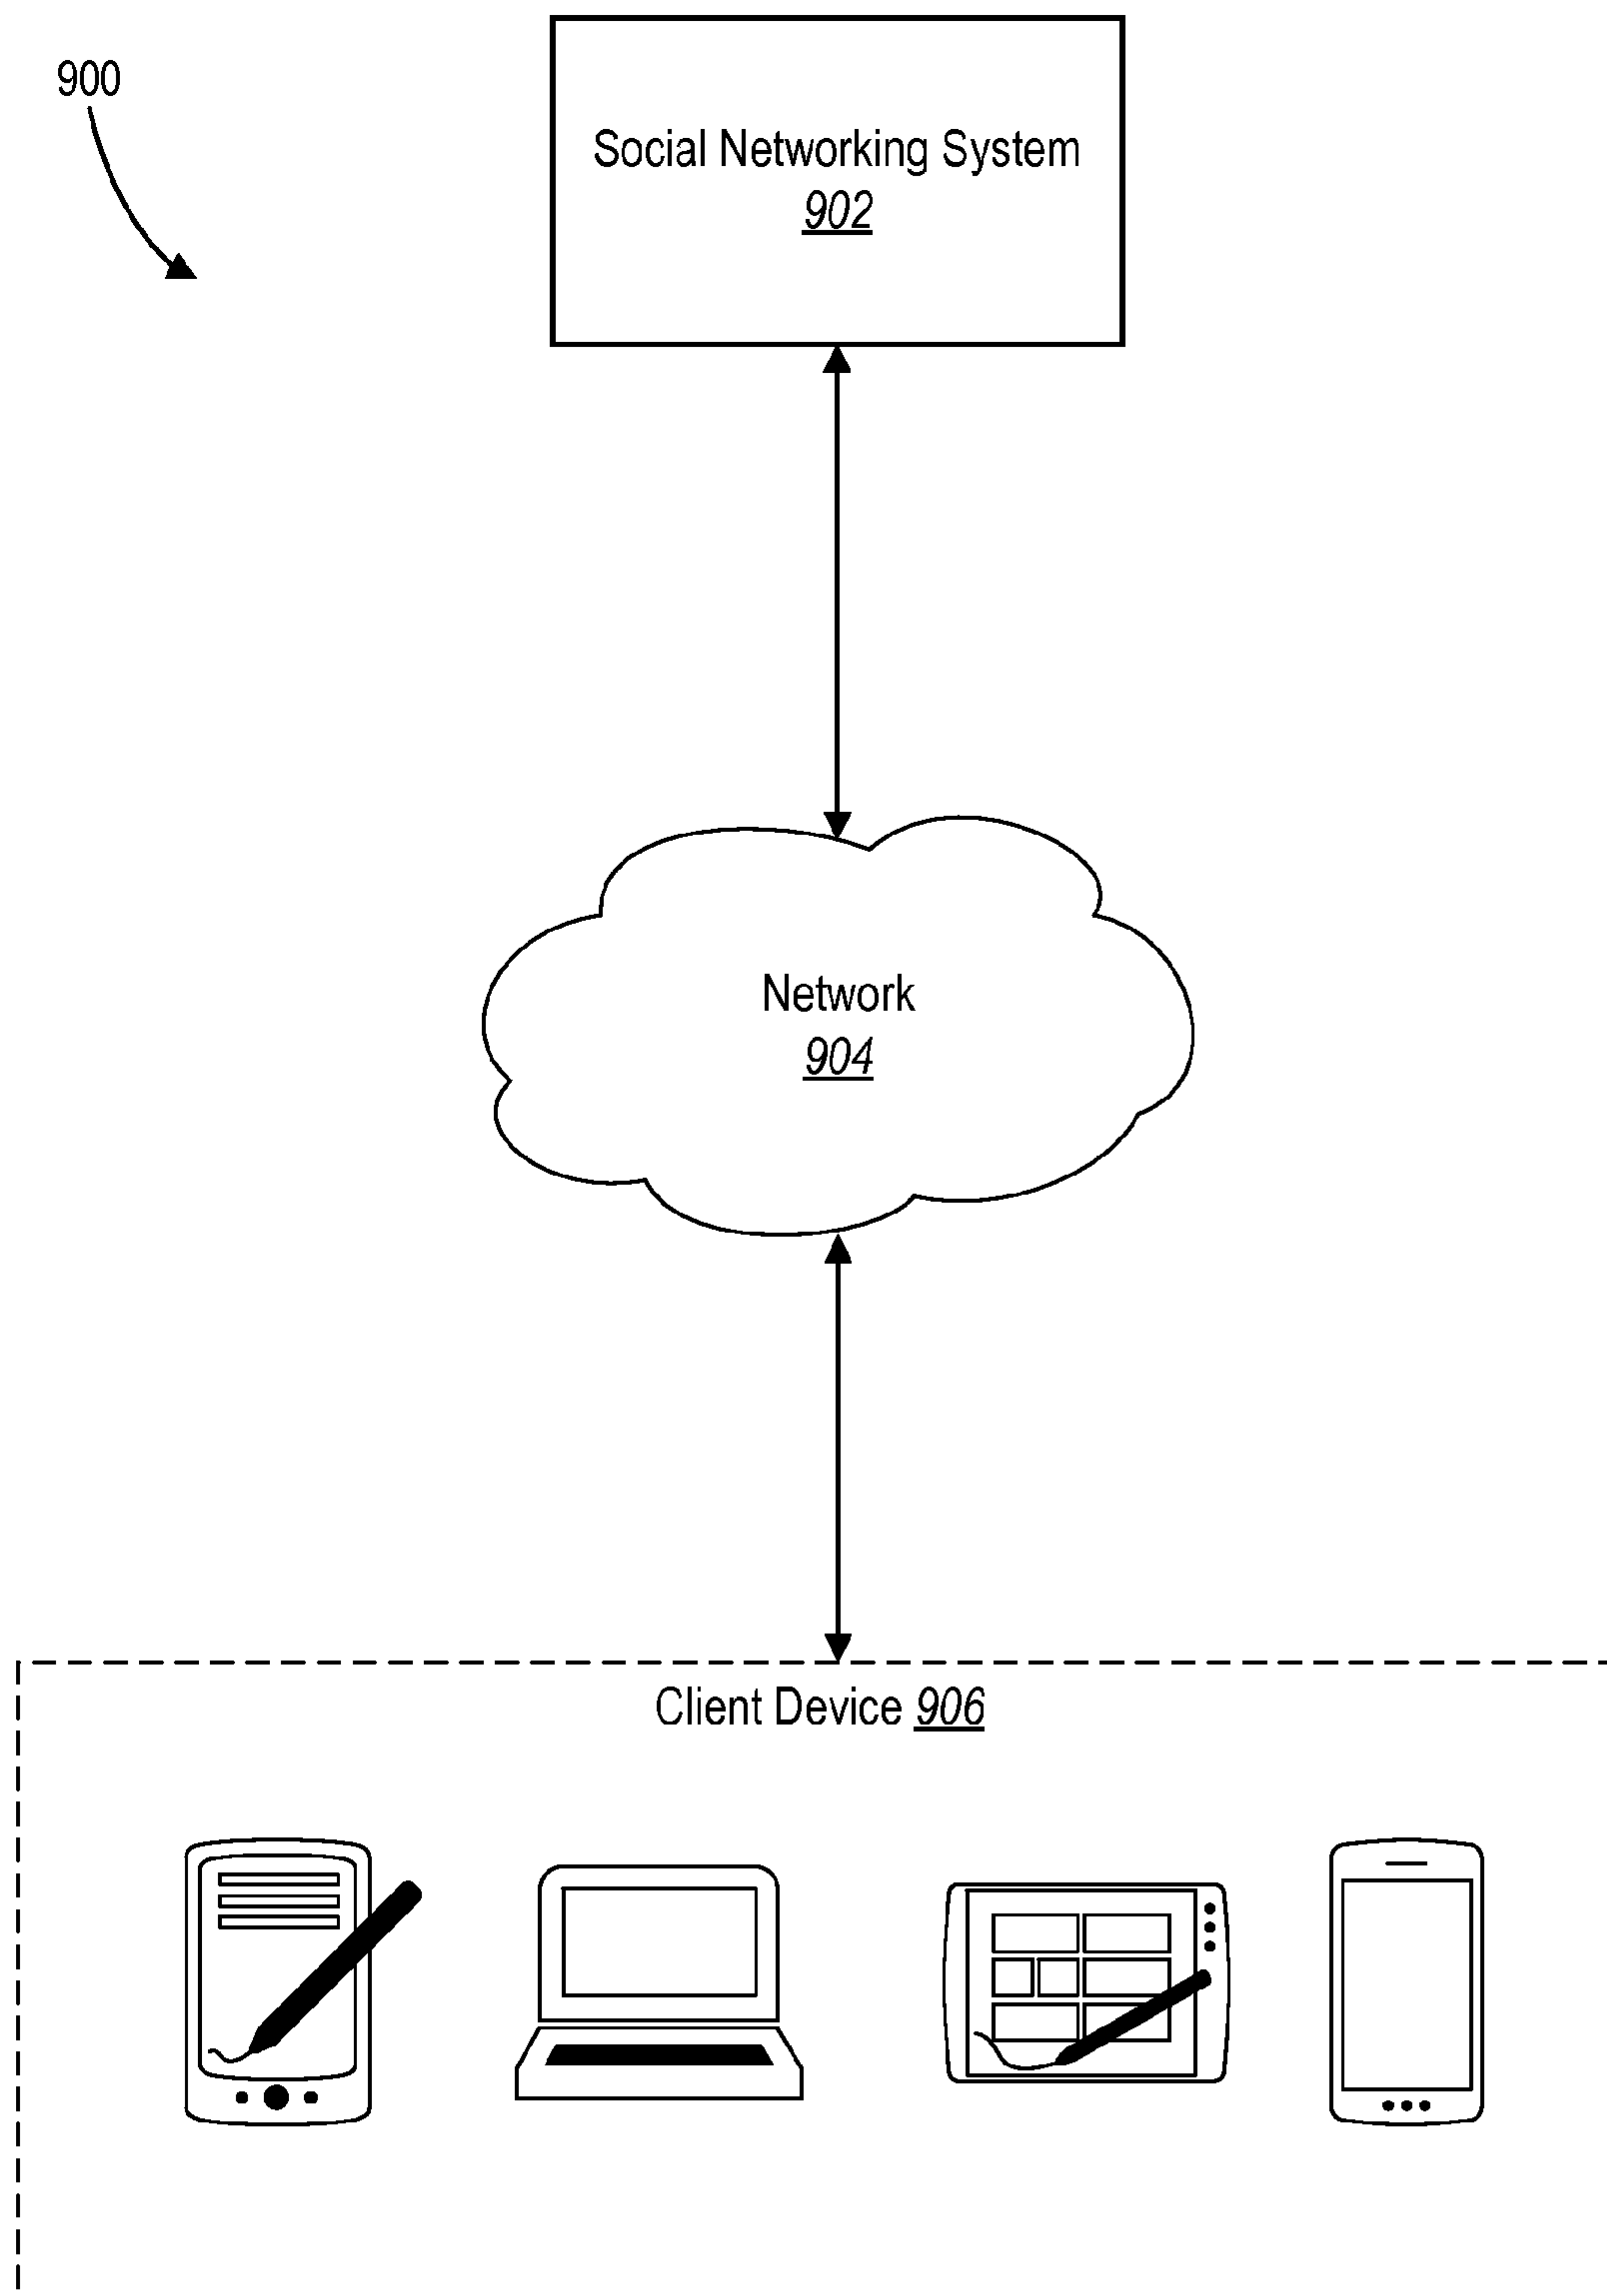 900
Social Networking System
902
Network
904
Client Device 906